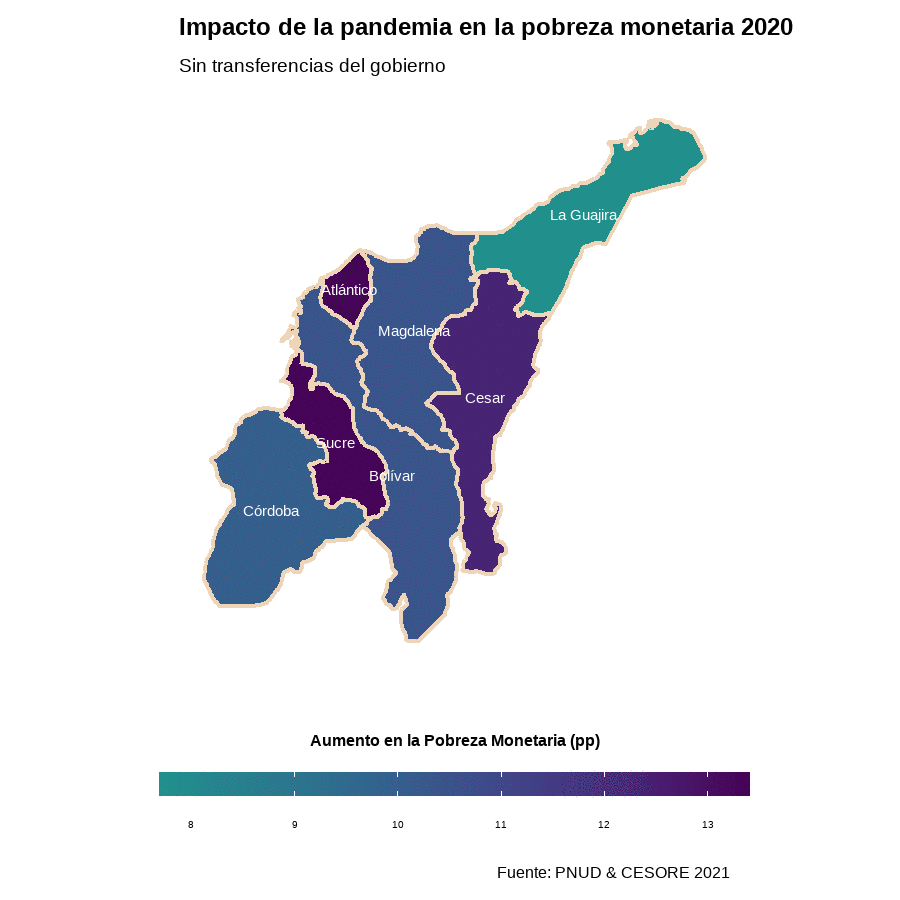 Impacto de la pandemia en la pobreza monetaria 2020
Sin transferencias del gobierno
La Guajira
Atlántico
Magdalena
Cesar
Sucre
Bolívar
Córdoba
Aumento en la Pobreza Monetaria (pp)
8 9 10 11 12 13
Fuente: PNUD & CESORE 2021